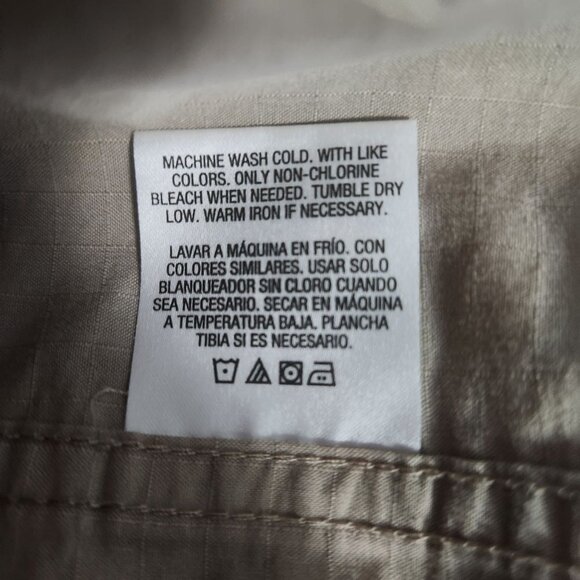 MACHINE WASH COLD. WITH LIKE
COLORS. ONLY NON-CHLORINE
BLEACH WHEN NEEDED. TUMBLE DRY
LOW. WARM IRON IF NECESSARY.
LAVAR A MÁQUINA EN FRÍO. CON
COLORES SIMILARES. USAR SOLO
BLANQUEADOR SIN CLORO CUANDO
SEA NECESARIO. SECAR EN MÁQUINA
A TEMPERATURA BAJA. PLANCHA
TIBIA SI ES NECESARIO.